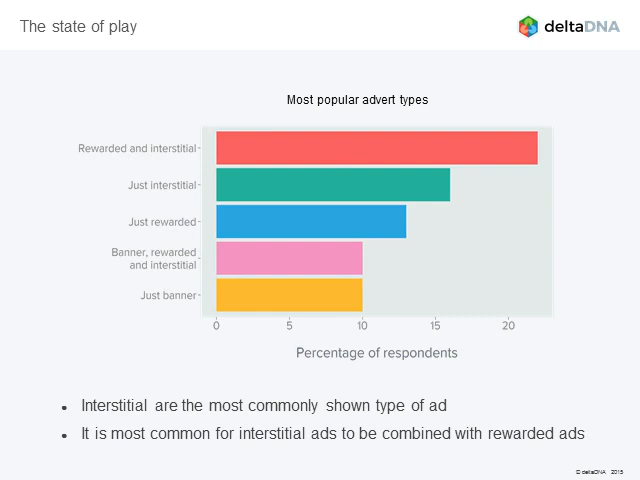 The state of play
deltaDNA
Most popular advert types
Rewarded and interstitial
Just interstitial
Just rewarded
Banner, rewarded
and interstitial
Just banner
0 5 10 15 20
Percentage of respondents
• Interstitial are the most commonly shown type of ad
• It is most common for interstitial ads to be combined with rewarded ads
© deltaDNA 2015